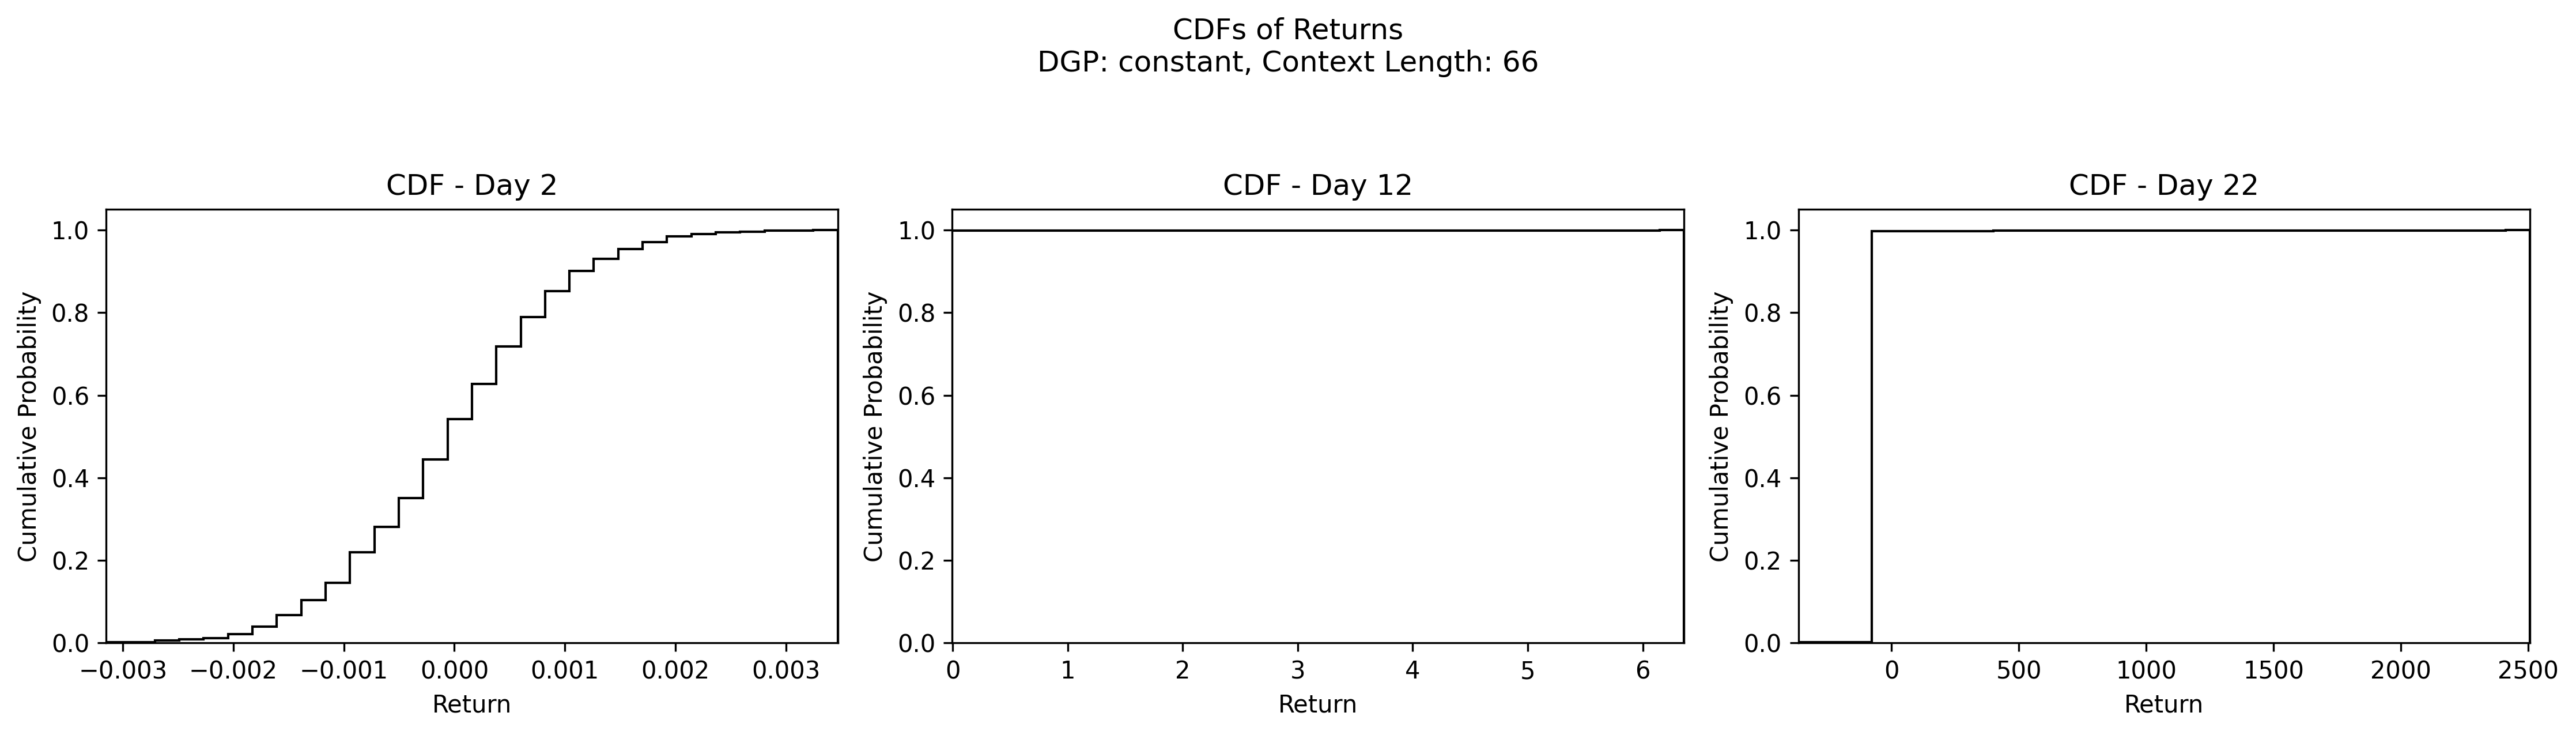 CDFs of Returns
DGP: constant, Context Length: 66
CDF - Day 2
1.0
0.8
0.6
0.4
0.2
0.0
Cumulative Probability
−0.003 −0.002 −0.001 0.000 0.001 0.002 0.003
Return
CDF - Day 12
1.0
0.8
0.6
0.4
0.2
0.0
Cumulative Probability
0 1 2 3 4 5 6
Return
CDF - Day 22
1.0
0.8
0.6
0.4
0.2
0.0
Cumulative Probability
0 500 1000 1500 2000 2500
Return